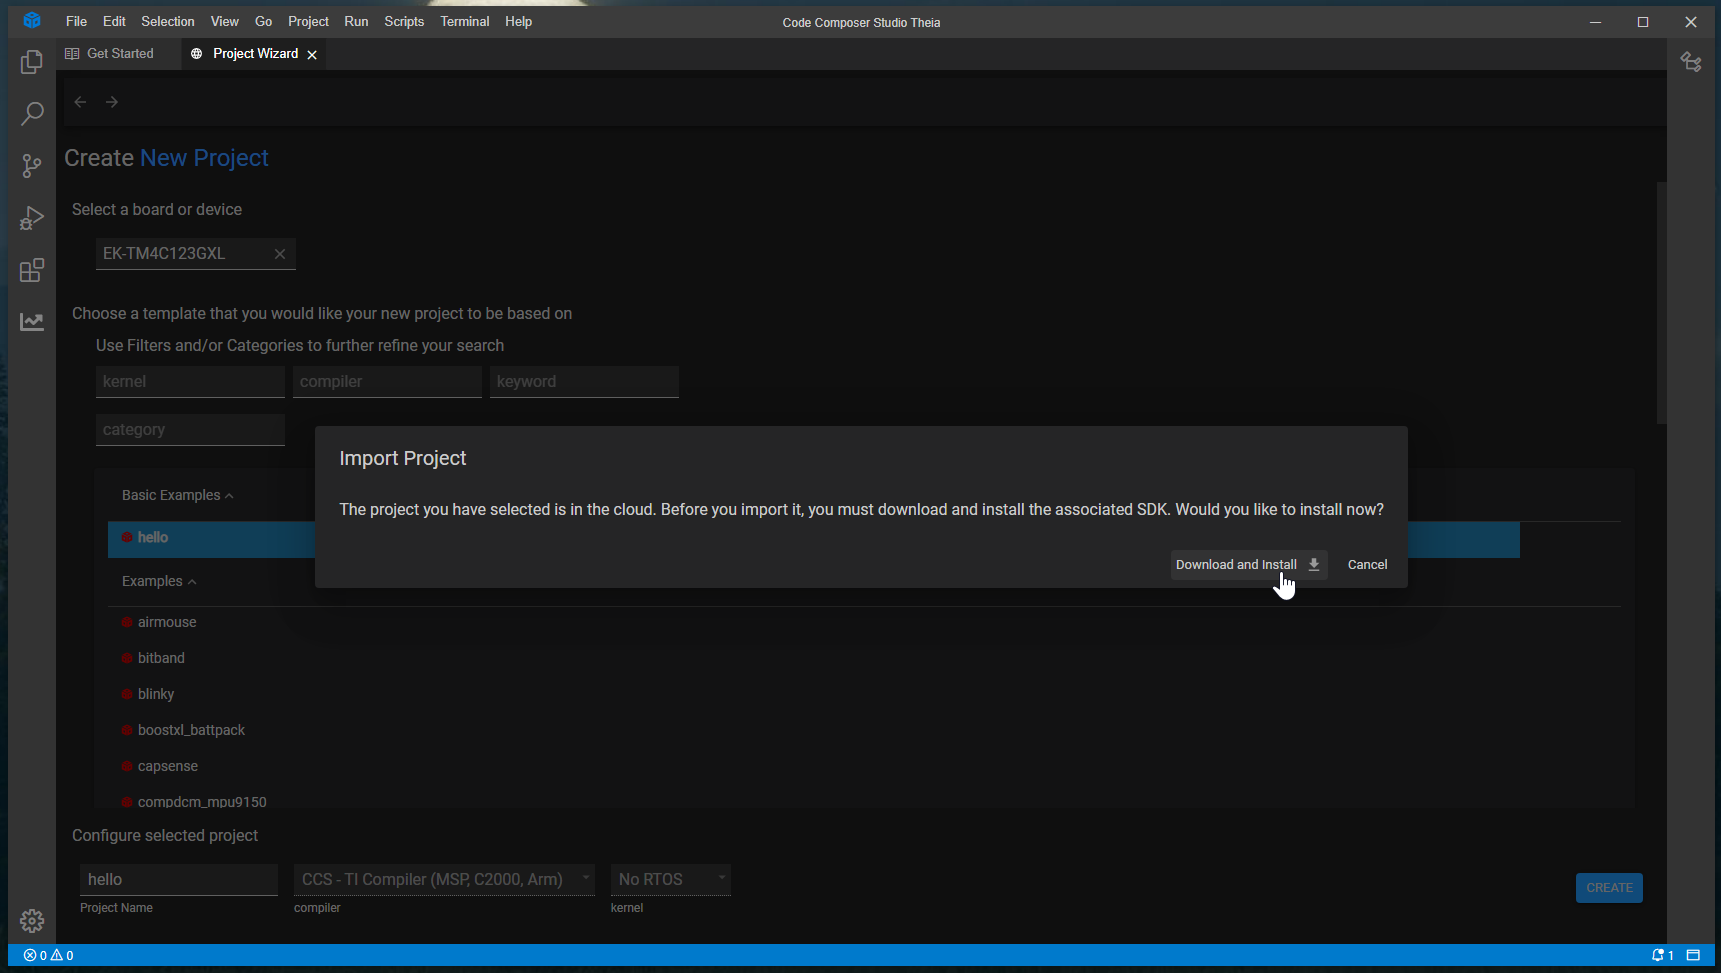 File Edit Selection View Go Project Run Scripts Terminal Help
Code Composer Studio Theia
Get Started
Project Wizard
Create New Project
Select a board or device
EK-TM4C123GXL
Choose a template that you would like your new project to be based on
Use Filters and/or Categories to further refine your search
kernel compiler keyword
category
Import Project
The project you have selected is in the cloud. Before you import it, you must download and install the associated SDK. Would you like to install now?
Download and Install Cancel
Basic Examples
hello
Examples
airmouse
bitband
blinky
boostxl_battpack
capsense
compdcm_mpu9150
Configure selected project
hello CCS - TI Compiler (MSP, C2000, Arm) No RTOS
Project Name compiler kernel
CREATE
0 0 1